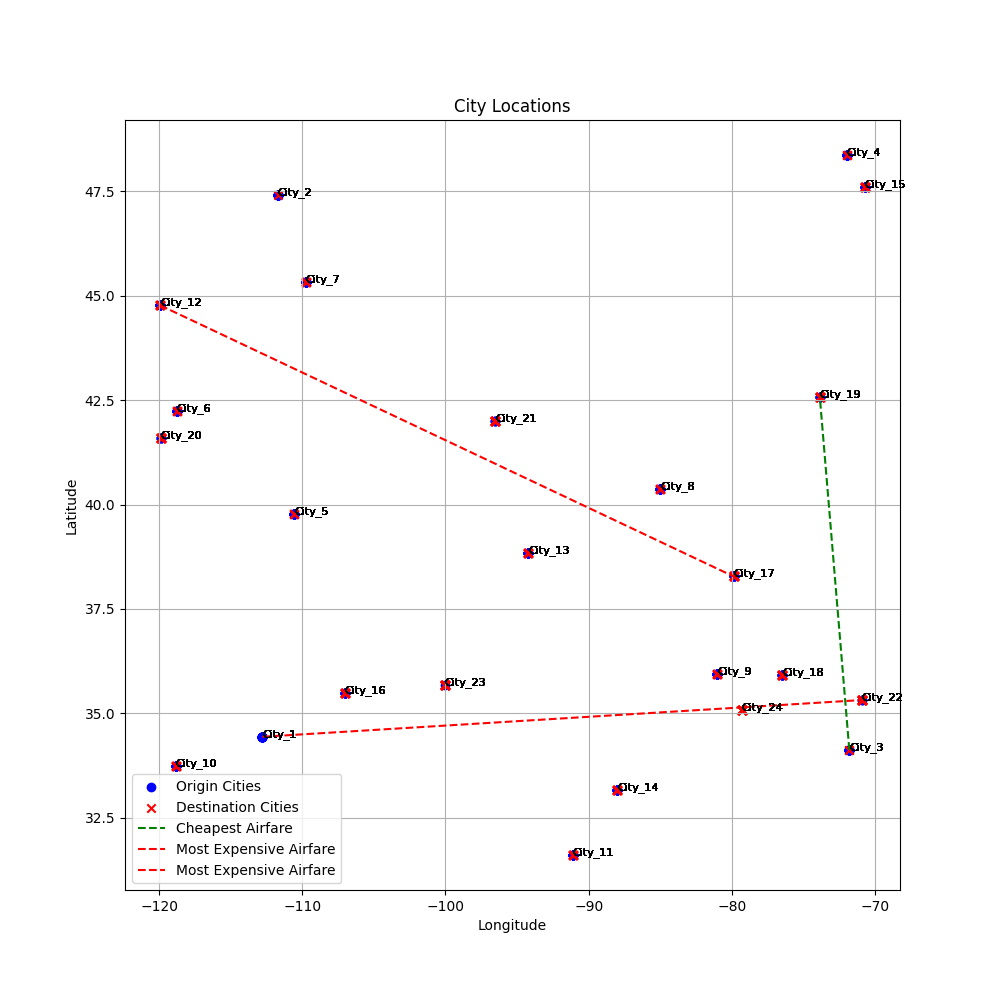 City Locations
City_4
City_15
City_2
47.5
City_7
45.0
City_12
City_19
42.5
City_6
City_21
City_20
City_8
40.0
City_5
Latitude
City_13
City_17
37.5
City_9
City_18
City_23
City_16
City_22
35.0
City_24
City_1
City_3
City_10
City_14
Origin Cities
Destination Cities
32.5
Cheapest Airfare
Most Expensive Airfare
City_11
Most Expensive Airfare
−120 −110 −100 −90 −80 −70
Longitude